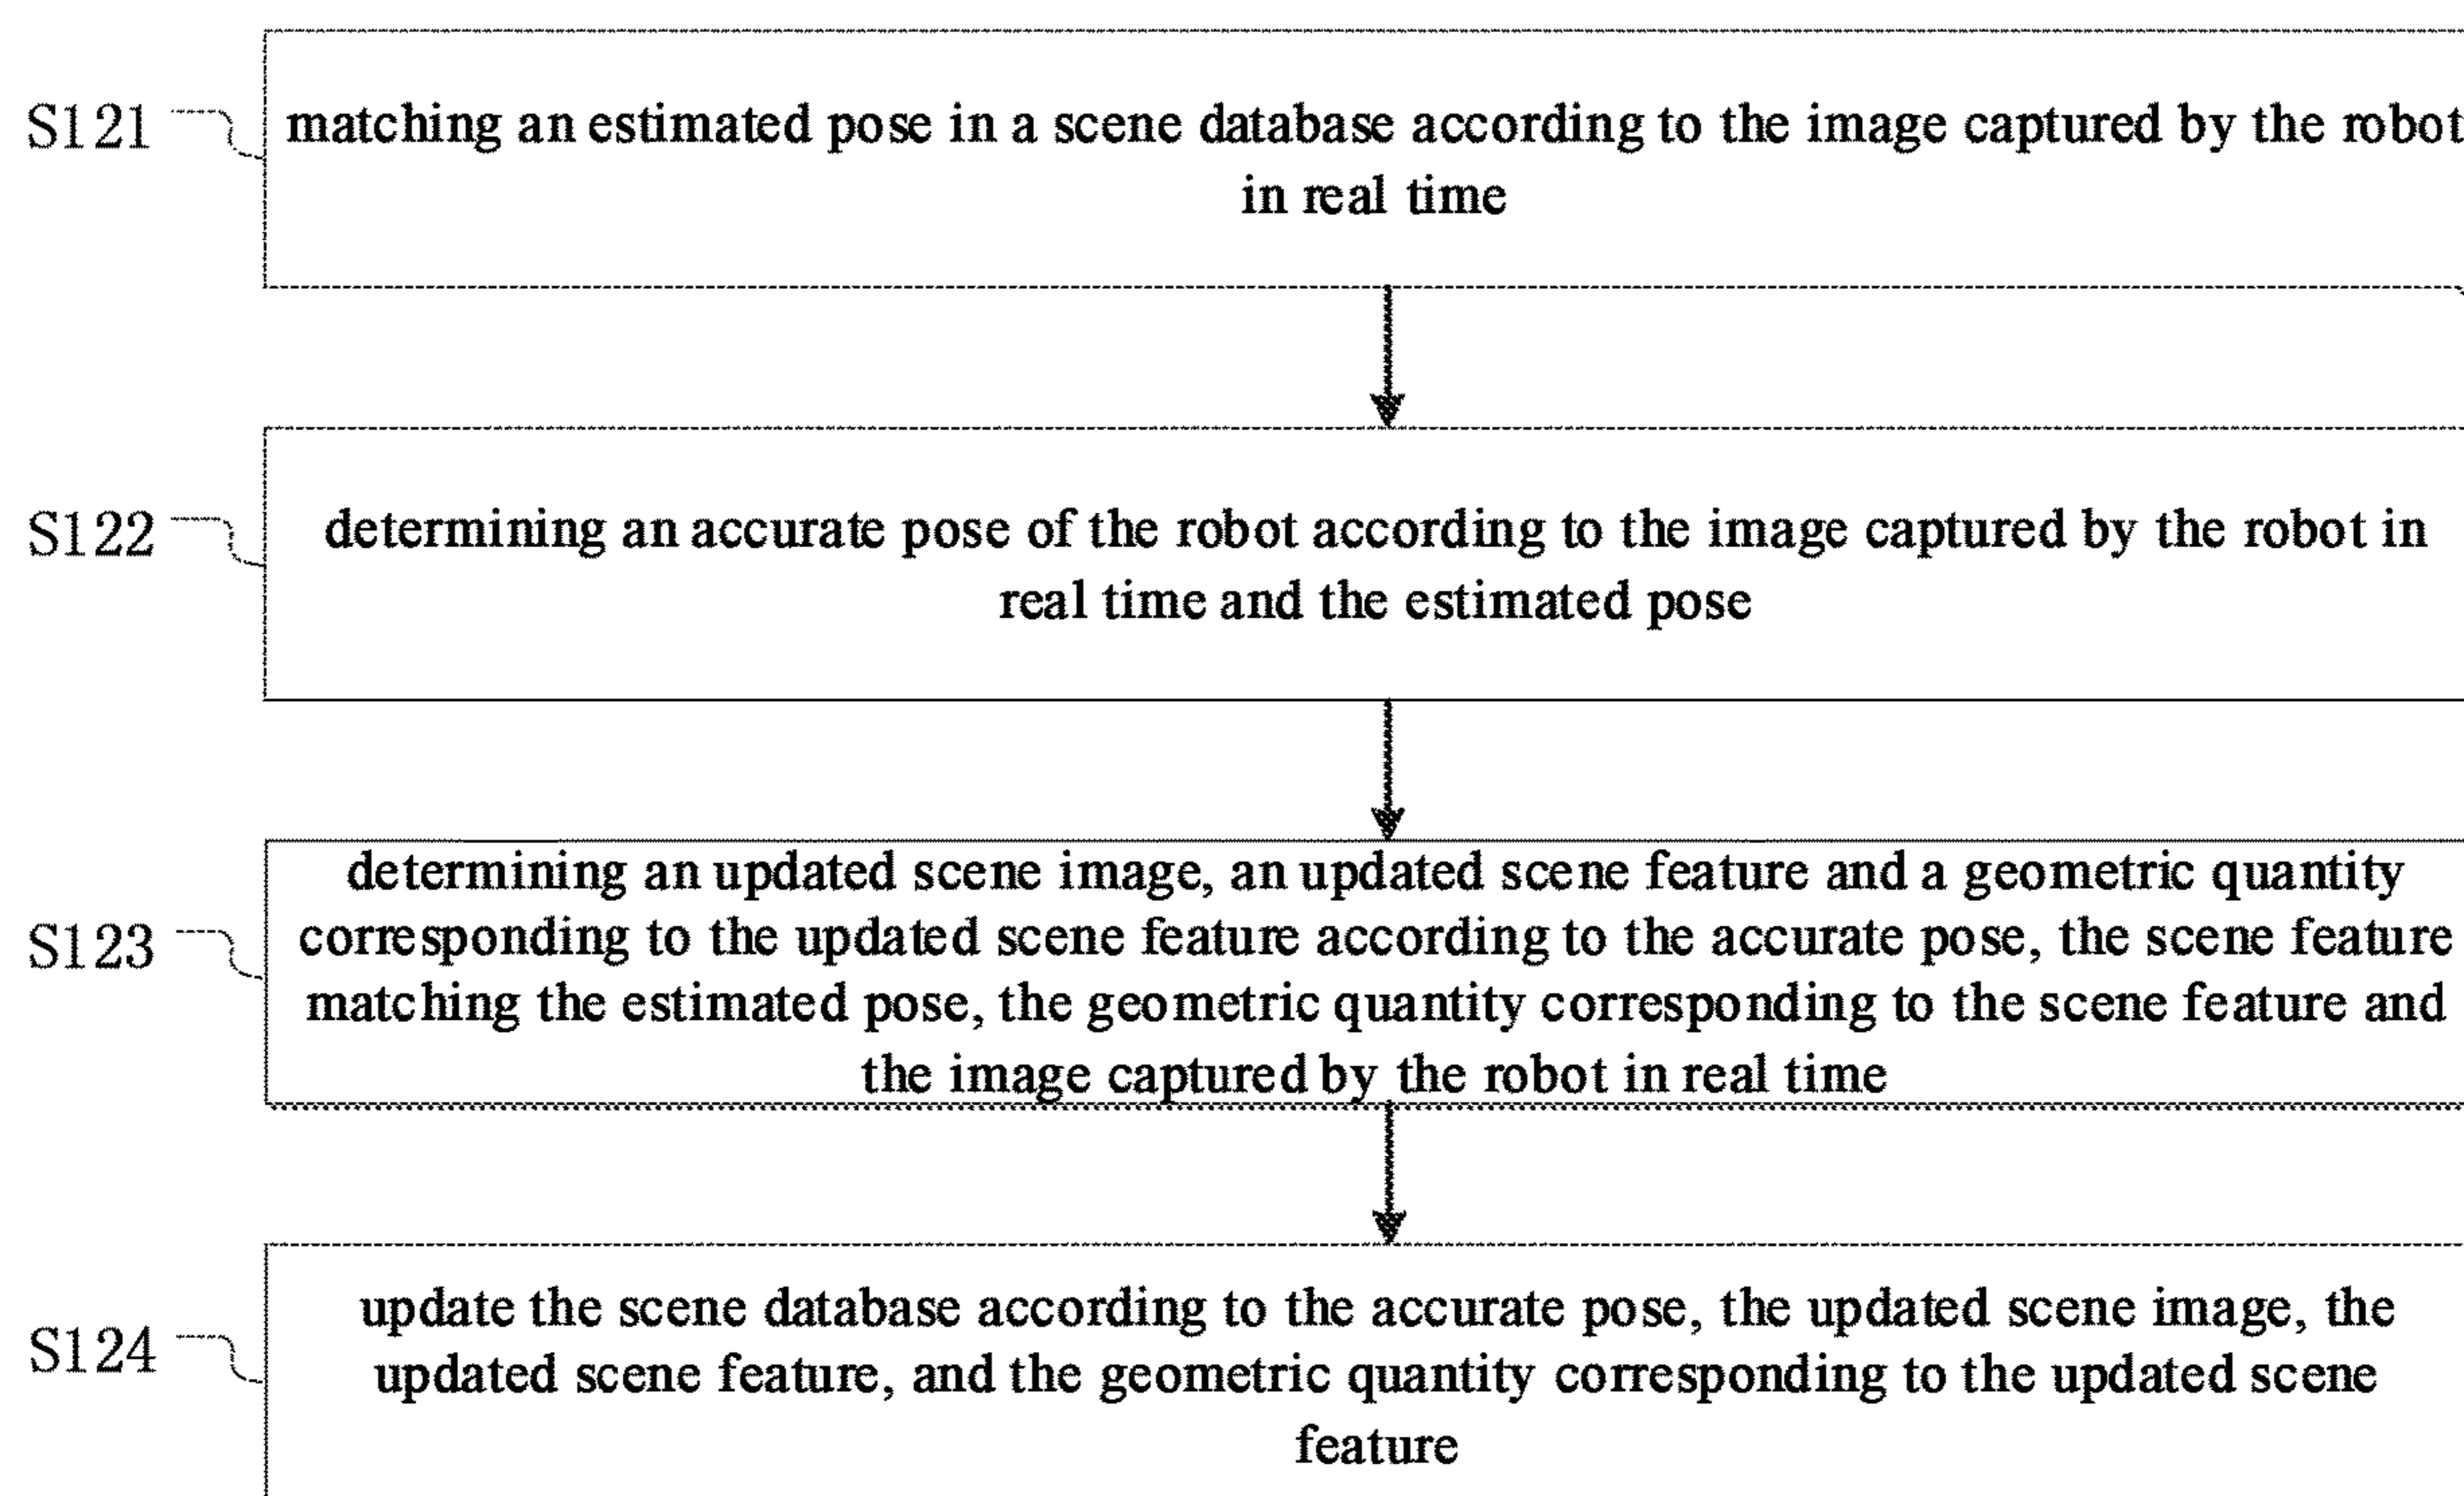 S121
matching an estimated pose in a scene database according to the image captured by the robot
in real time
S122
determining an accurate pose of the robot according to the image captured by the robot in
real time and the estimated pose
S123
determining an updated scene image, an updated scene feature and a geometric quantity
corresponding to the updated scene feature according to the accurate pose, the scene feature
matching the estimated pose, the geometric quantity corresponding to the scene feature and
the image captured by the robot in real time
S124
update the scene database according to the accurate pose, the updated scene image, the
updated scene feature, and the geometric quantity corresponding to the updated scene
feature